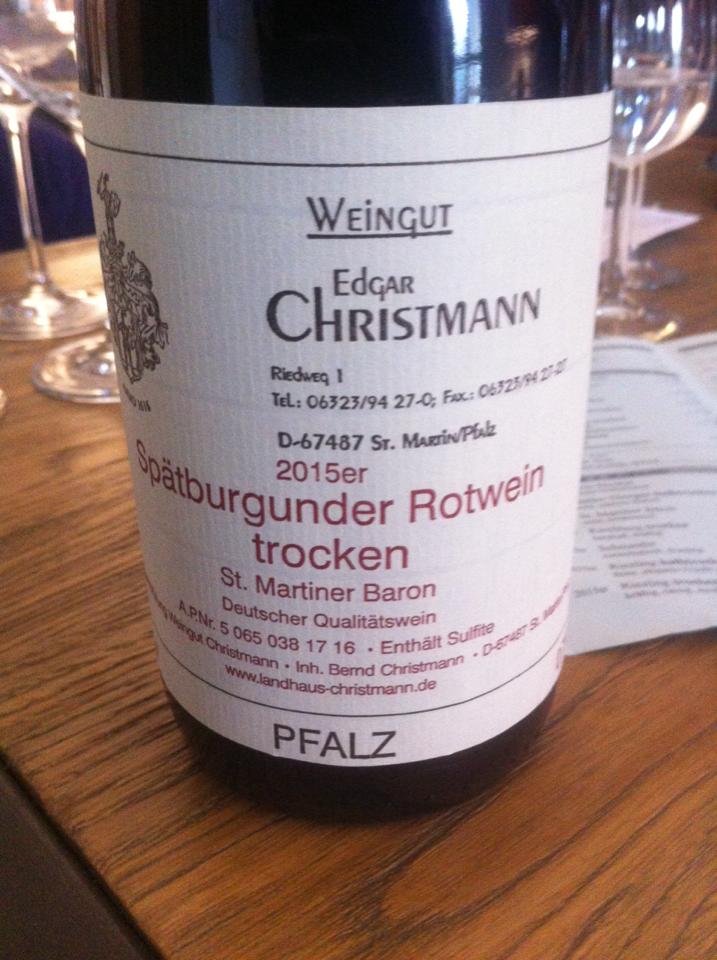 Weingut
Edgar
Christmann
Riedweg 1
Tel.: 06323/94 27-0; Fax.: 06323/94 27-27
D-67487 St. Martin/Pfalz
2015er
Spätburgunder Rotwein
trocken
St. Martiner Baron
Deutscher Qualitätswein
A.P.Nr. 5 065 038 17 16 • Enthält Sulfite
Weingut Christmann • Inh. Bernd Christmann • D-67487 St.
www.landhaus-christmann.de
PFALZ